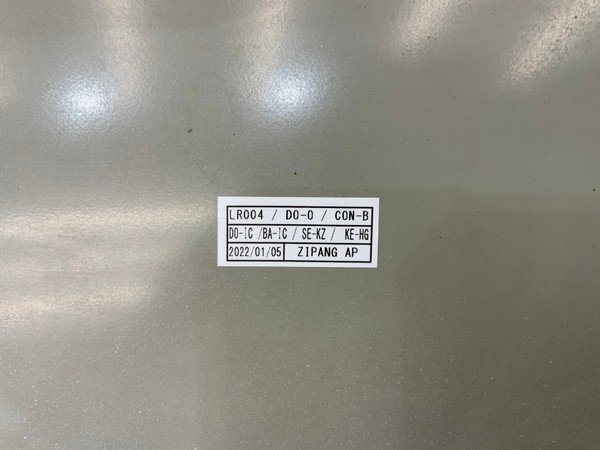 LR004 / DO-O / CON-B
DO-IC /BA-IC / SE-KZ / KE-HG
2022/01/05 ZIPANG AP